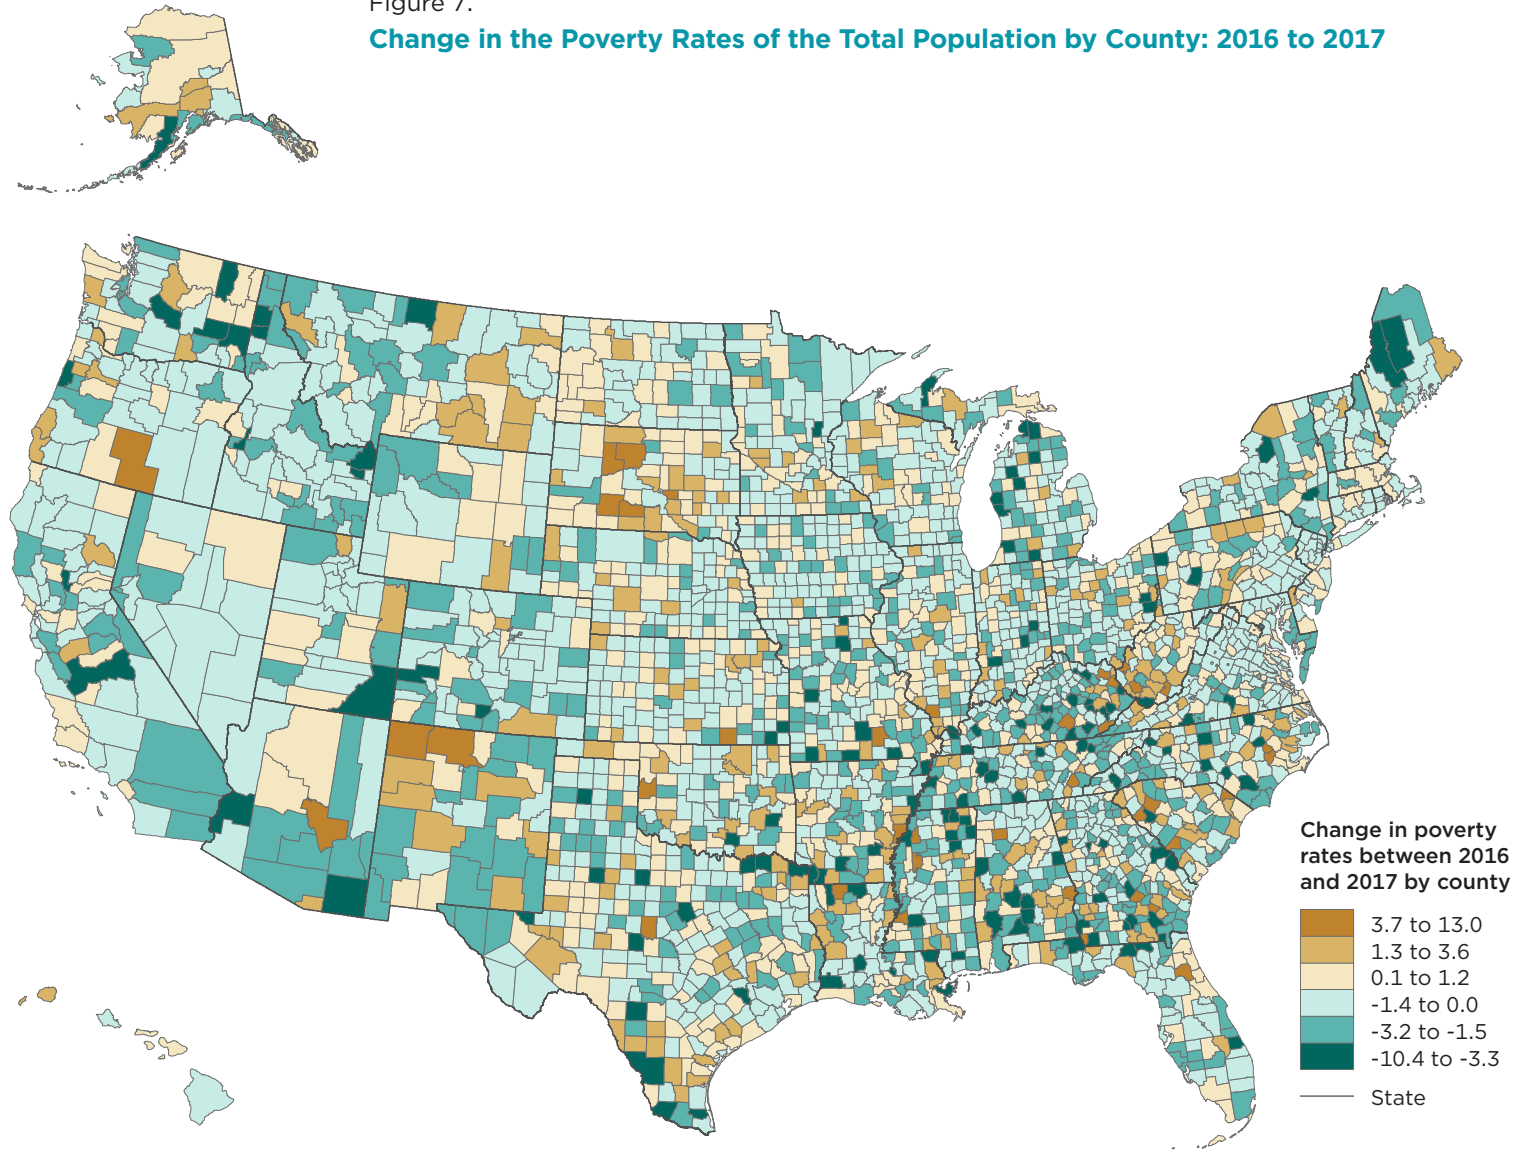 Figure 7.
Change in the Poverty Rates of the Total Population by County: 2016 to 2017
Change in poverty
rates between 2016
and 2017 by county
3.7 to 13.0
1.3 to 3.6
0.1 to 1.2
-1.4 to 0.0
-3.2 to -1.5
-10.4 to -3.3
State